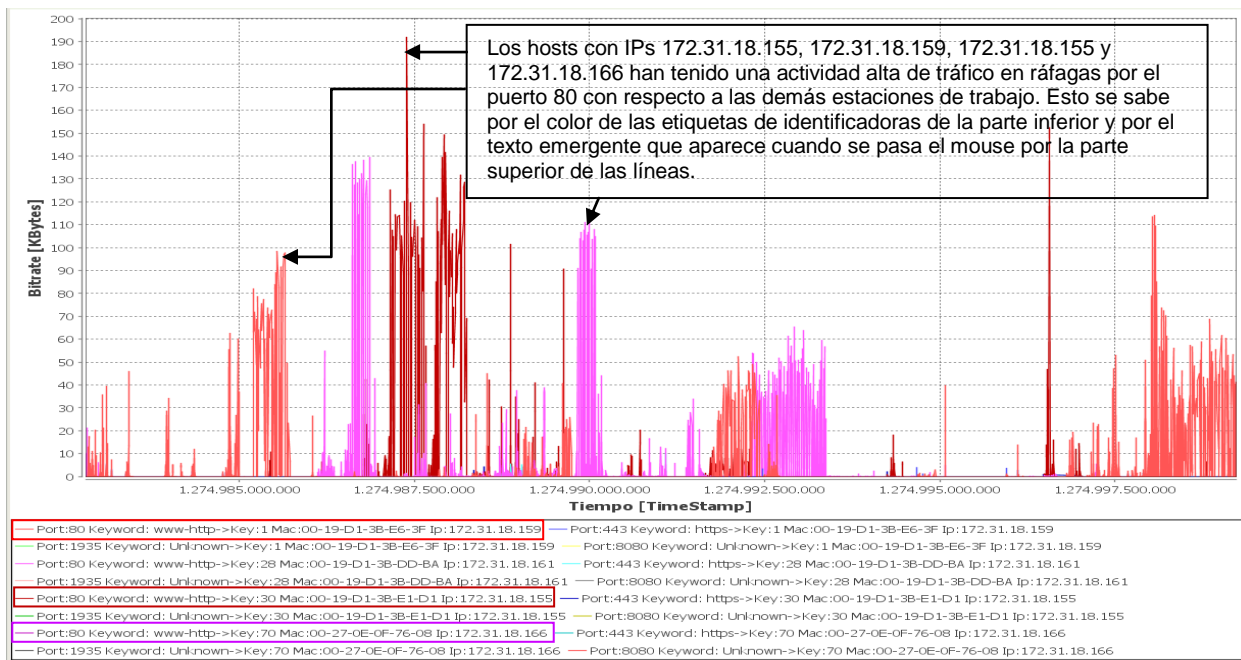 200
190
180
170
160
150
140
130
120
110
100
90
80
70
60
50
40
30
20
10
0
Bitrate [KBytes]
Los hosts con IPs 172.31.18.155, 172.31.18.159, 172.31.18.155 y
172.31.18.166 han tenido una actividad alta de tráfico en ráfagas por el
puerto 80 con respecto a las demás estaciones de trabajo. Esto se sabe
por el color de las etiquetas de identificadoras de la parte inferior y por el
texto emergente que aparece cuando se pasa el mouse por la parte
superior de las líneas.
1.274.985.000.000 1.274.987.500.000 1.274.990.000.000 1.274.992.500.000 1.274.995.000.000 1.274.997.500.000
Tiempo [TimeStamp]
Port:80 Keyword: www-http->Key:1 Mac:00-19-D1-3B-E6-3F Ip:172.31.18.159 Port:443 Keyword: https->Key:1 Mac:00-19-D1-3B-E6-3F Ip:172.31.18.159
Port:1935 Keyword: Unknown->Key:1 Mac:00-19-D1-3B-E6-3F Ip:172.31.18.159 Port:8080 Keyword: Unknown->Key:1 Mac:00-19-D1-3B-E6-3F Ip:172.31.18.159
Port:80 Keyword: www-http->Key:28 Mac:00-19-D1-3B-DD-BA Ip:172.31.18.161 Port:443 Keyword: https->Key:28 Mac:00-19-D1-3B-DD-BA Ip:172.31.18.161
Port:1935 Keyword: Unknown->Key:28 Mac:00-19-D1-3B-DD-BA Ip:172.31.18.161 Port:8080 Keyword: Unknown->Key:28 Mac:00-19-D1-3B-DD-BA Ip:172.31.18.161
Port:80 Keyword: www-http->Key:30 Mac:00-19-D1-3B-E1-D1 Ip:172.31.18.155 Port:443 Keyword: https->Key:30 Mac:00-19-D1-3B-E1-D1 Ip:172.31.18.155
Port:1935 Keyword: Unknown->Key:30 Mac:00-19-D1-3B-E1-D1 Ip:172.31.18.155 Port:8080 Keyword: Unknown->Key:30 Mac:00-19-D1-3B-E1-D1 Ip:172.31.18.155
Port:80 Keyword: www-http->Key:70 Mac:00-27-0E-0F-76-08 Ip:172.31.18.166 Port:443 Keyword: https->Key:70 Mac:00-27-0E-0F-76-08 Ip:172.31.18.166
Port:1935 Keyword: Unknown->Key:70 Mac:00-27-0E-0F-76-08 Ip:172.31.18.166 Port:8080 Keyword: Unknown->Key:70 Mac:00-27-0E-0F-76-08 Ip:172.31.18.166